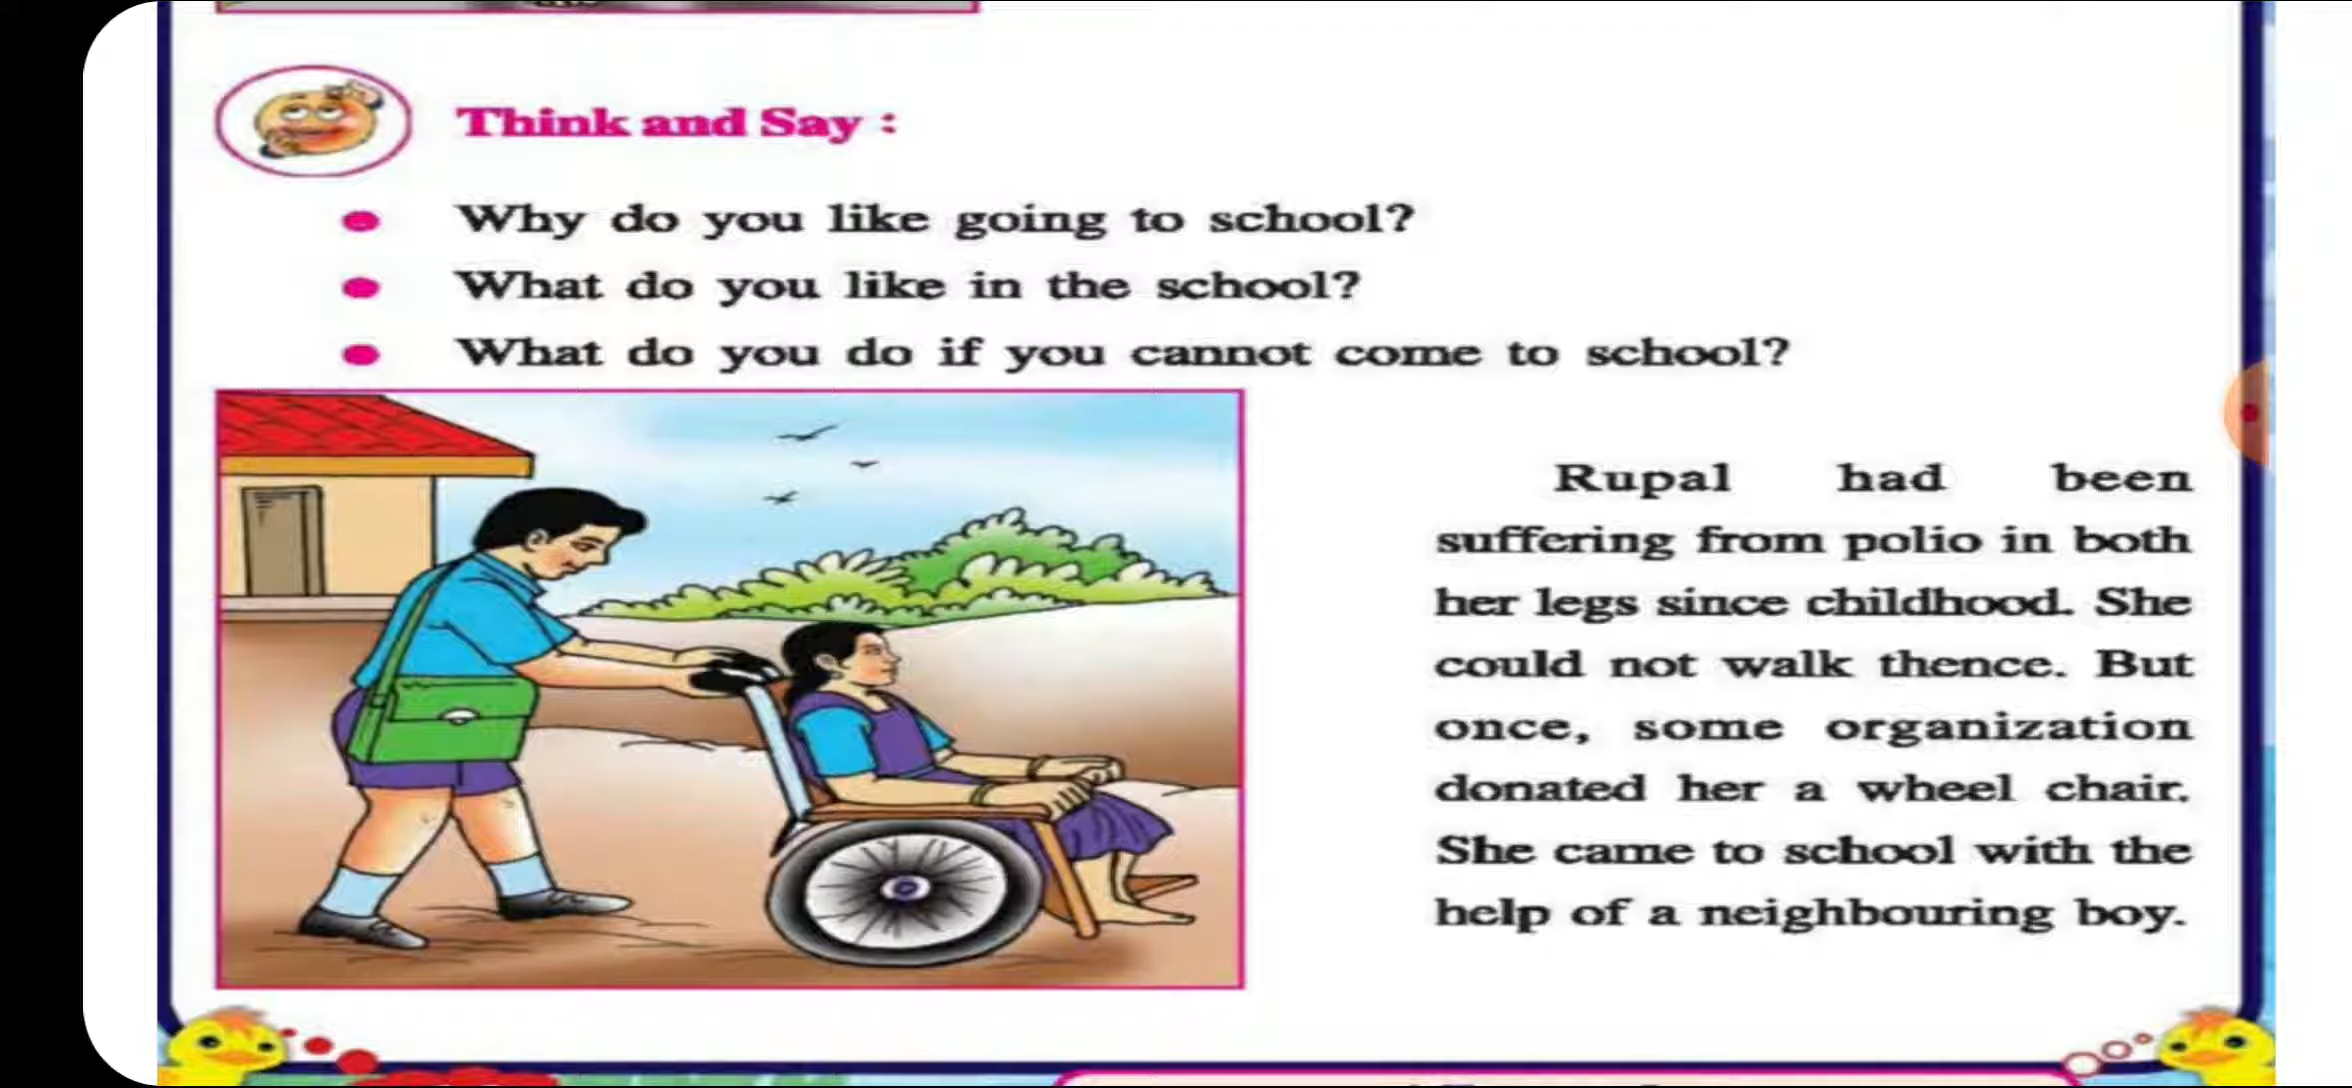 Think and Say :
Why do you like going to school?
What do you like in the school?
What do you do if you cannot come to school?
Rupal had been
suffering from polio in both
her legs since childhood. She
could not walk thence. But
once, some organization
donated her a wheel chair.
She came to school with the
help of a neighbouring boy.